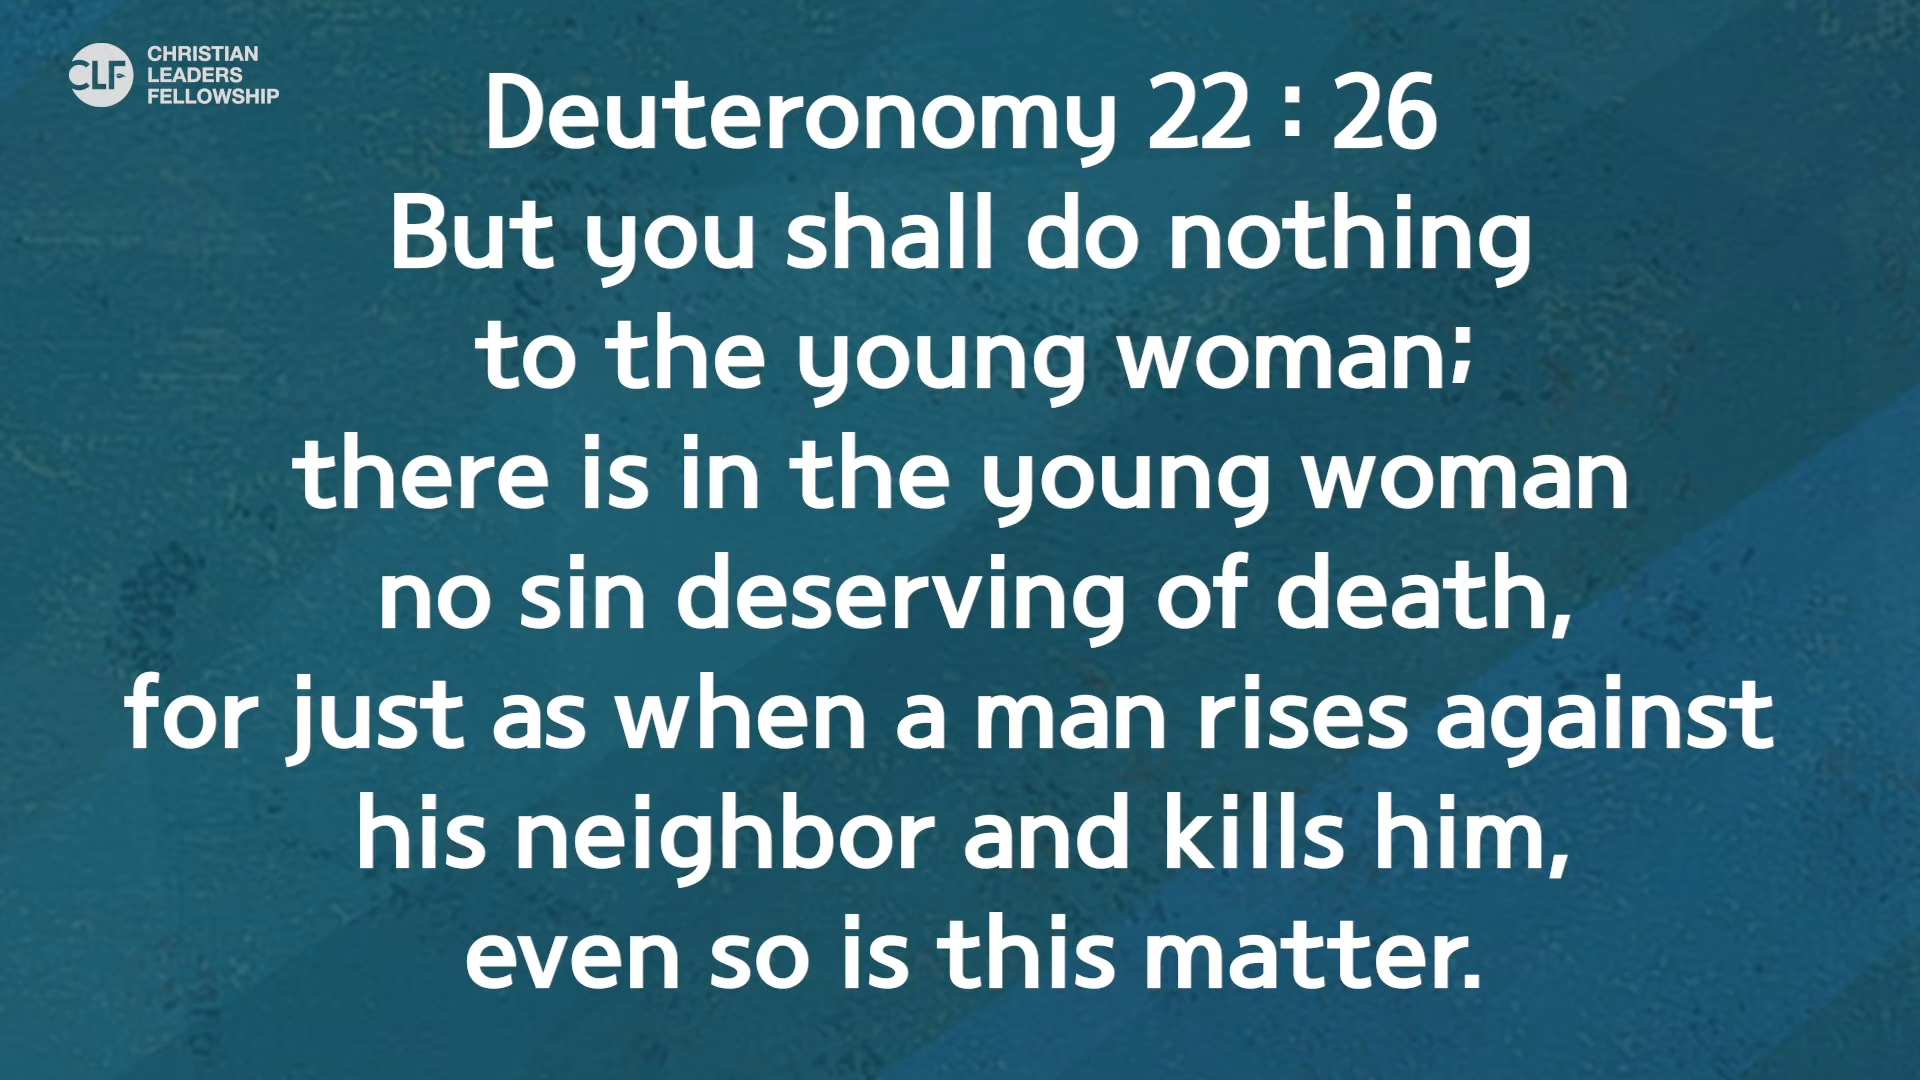 CLF
CHRISTIAN
LEADERS
FELLOWSHIP
Deuteronomy 22 : 26
But you shall do nothing
to the young woman;
there is in the young woman
no sin deserving of death,
for just as when a man rises against
his neighbor and kills him,
even so is this matter.